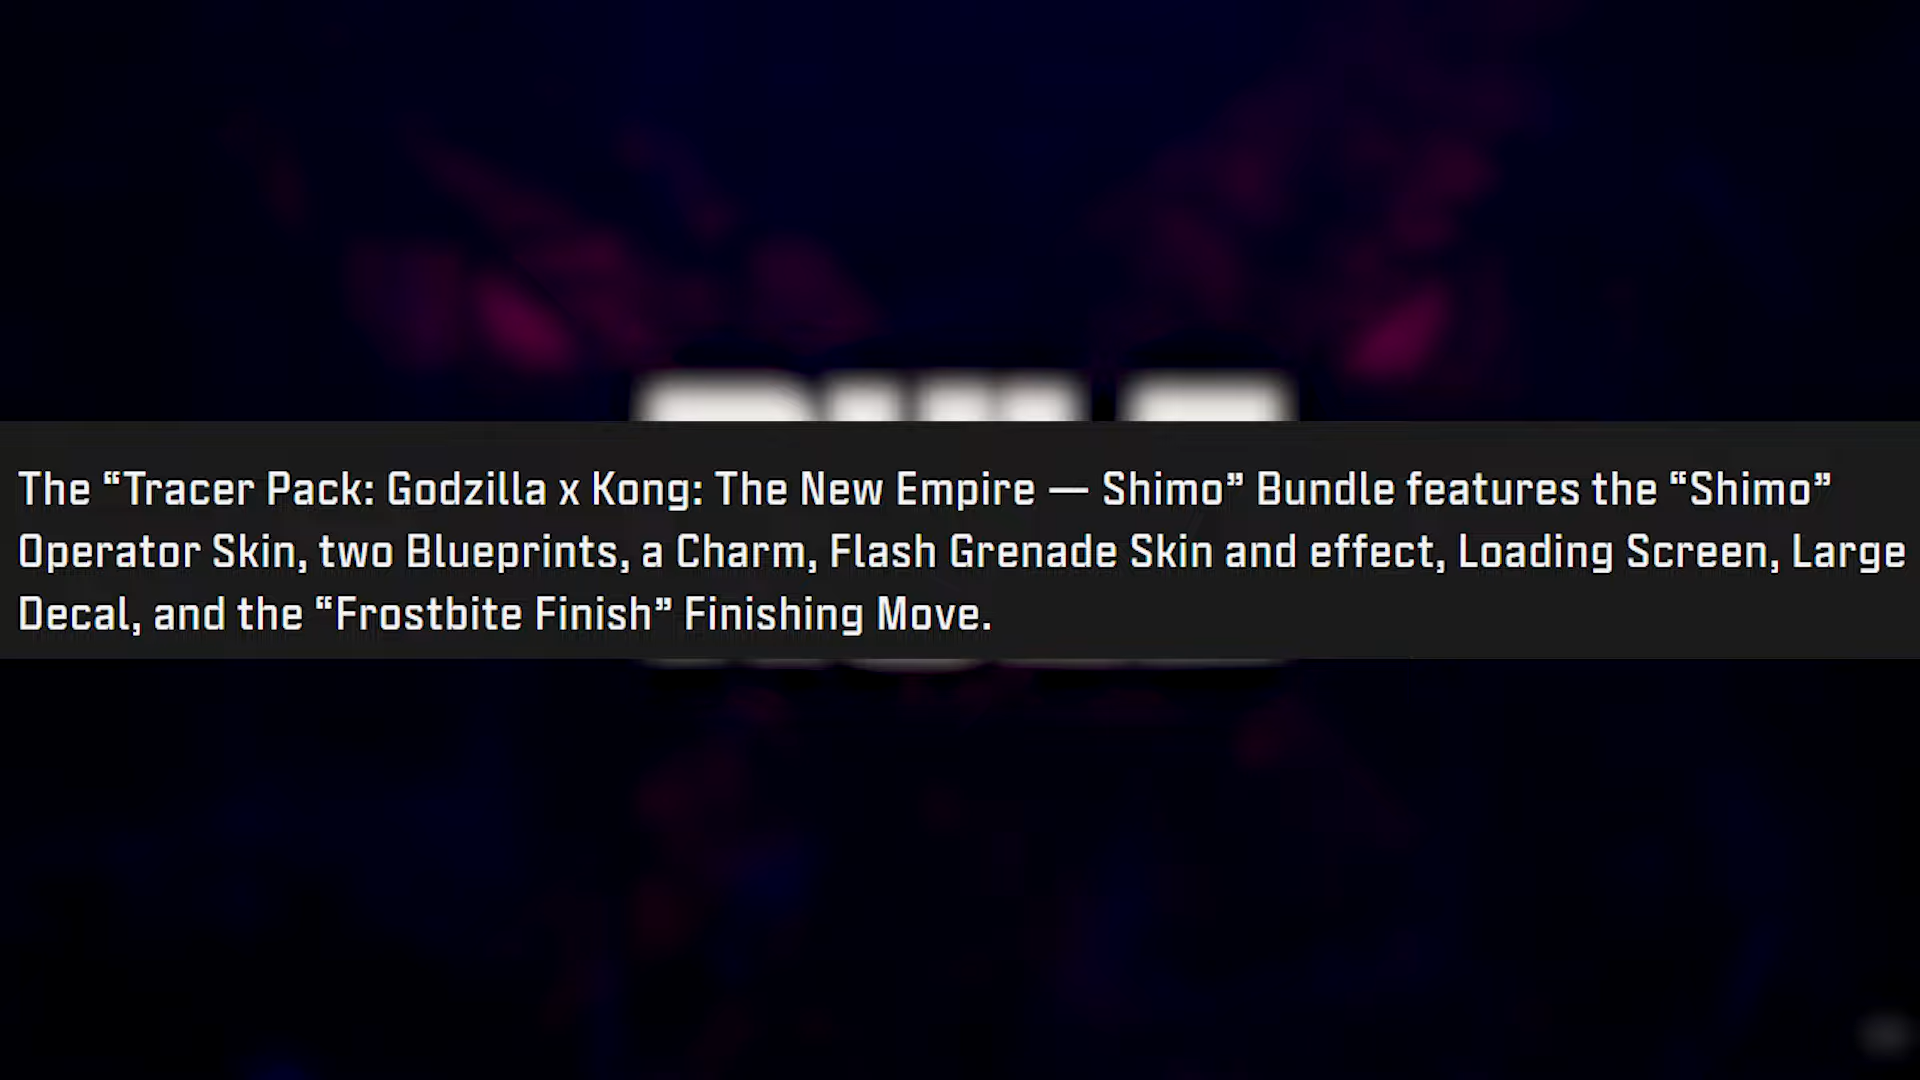 The “Tracer Pack: Godzilla x Kong: The New Empire — Shimo” Bundle features the “Shimo”
Operator Skin, two Blueprints, a Charm, Flash Grenade Skin and effect, Loading Screen, Large
Decal, and the “Frostbite Finish” Finishing Move.